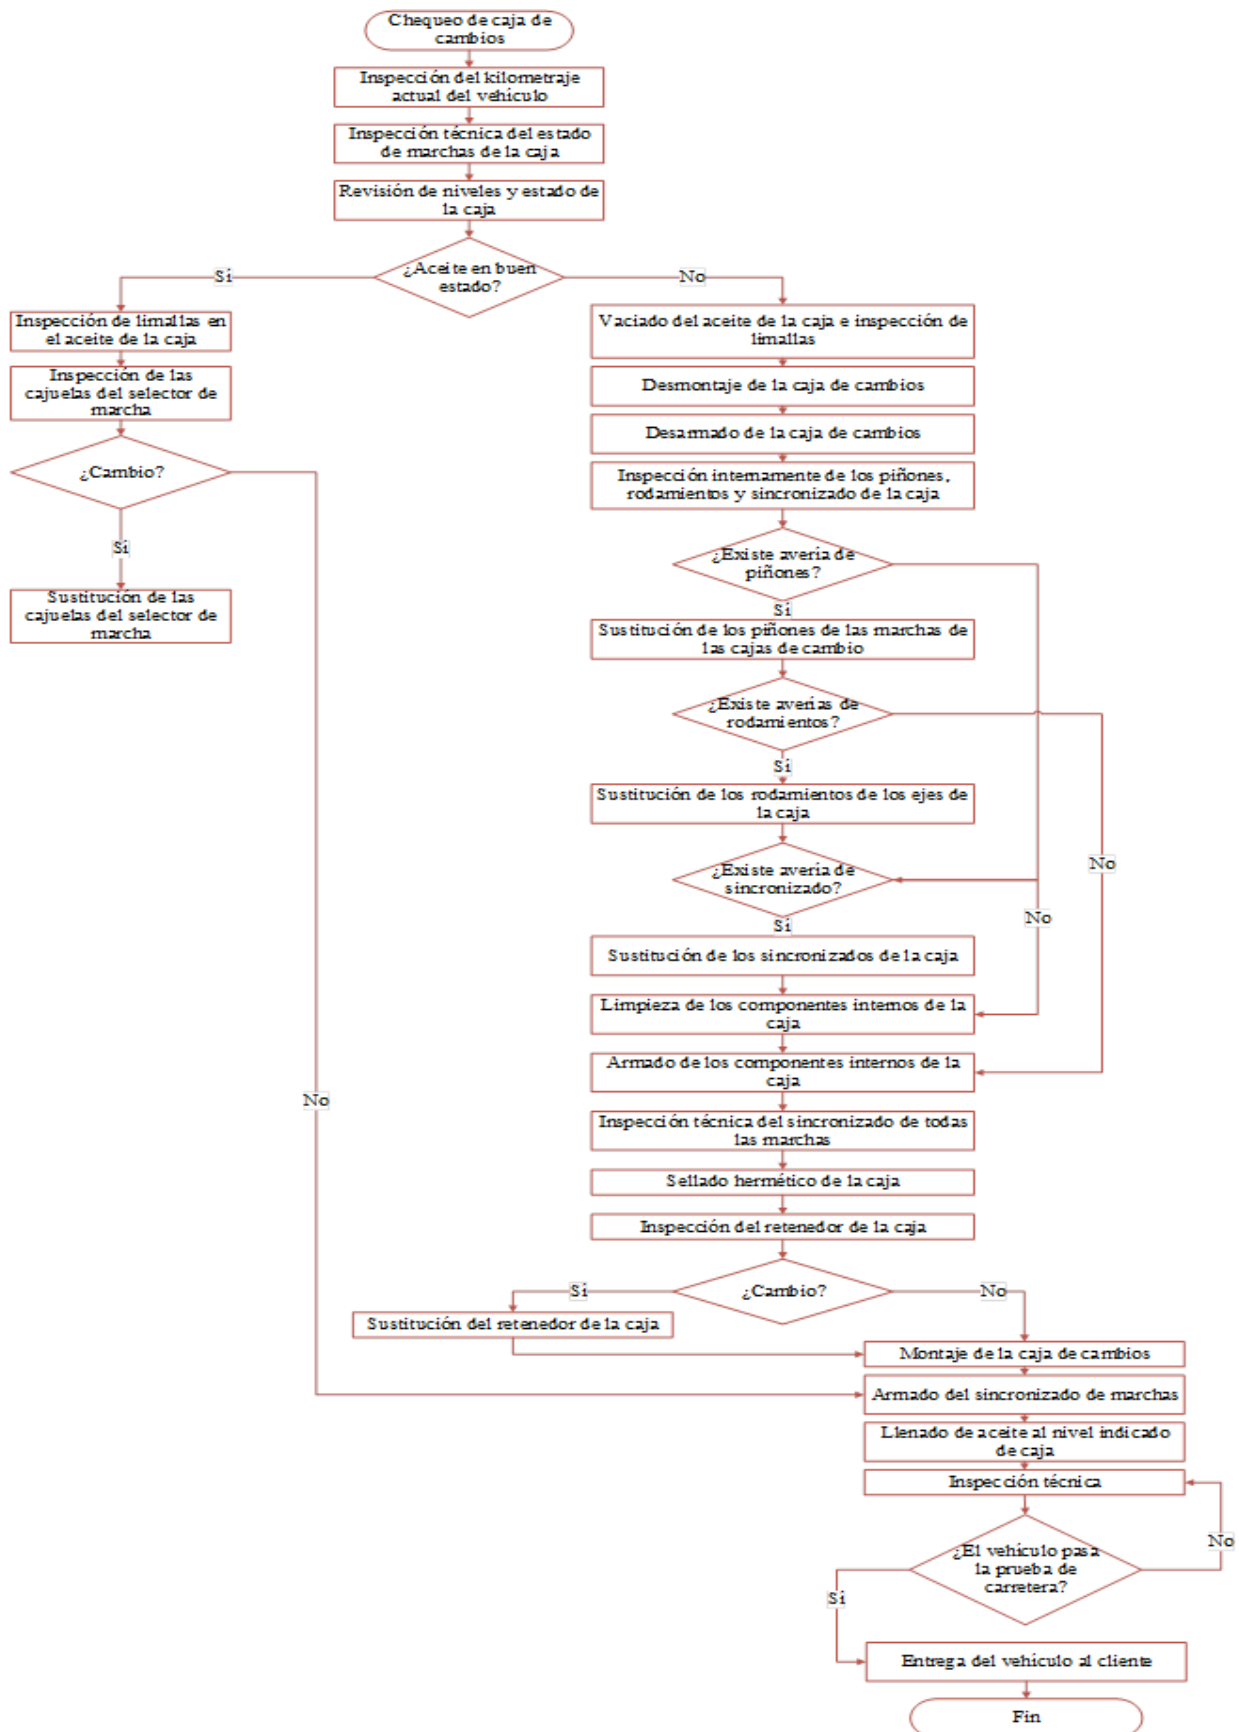 Chequeo de caja de
cambios
Inspección del kilometraje
actual del vehículo
Inspección técnica del estado
de marchas de la caja
Revisión de niveles y estado de
la caja
¿Aceite en buen
estado?
Sí
No
Inspección de limallas en
el aceite de la caja
Inspección de las
cajuelas del selector de
marcha
¿Cambio?
Sí
Sustitución de las
cajuelas del selector de
marcha
No
Vaciado del aceite de la caja e inspección de
limallas
Desmontaje de la caja de cambios
Desarmado de la caja de cambios
Inspección internamente de los piñones,
rodamientos y sincronizado de la caja
¿Existe avería de
piñones?
Sí
Sustitución de los piñones de las marchas de
las cajas de cambio
¿Existe averías de
rodamientos?
Sí
Sustitución de los rodamientos de los ejes de
la caja
No
¿Existe avería de
sincronizado?
No
Sí
Sustitución de los sincronizados de la caja
Limpieza de los componentes internos de la
caja
Armado de los componentes internos de la
caja
Inspección técnica del sincronizado de todas
las marchas
Sellado hermético de la caja
Inspección del retenedor de la caja
¿Cambio?
Sí
No
Sustitución del retenedor de la caja
Montaje de la caja de cambios
Armado del sincronizado de marchas
Llenado de aceite al nivel indicado
de caja
Inspección técnica
No
¿El vehículo pasa
la prueba de
carretera?
Sí
Entrega del vehículo al cliente
Fin